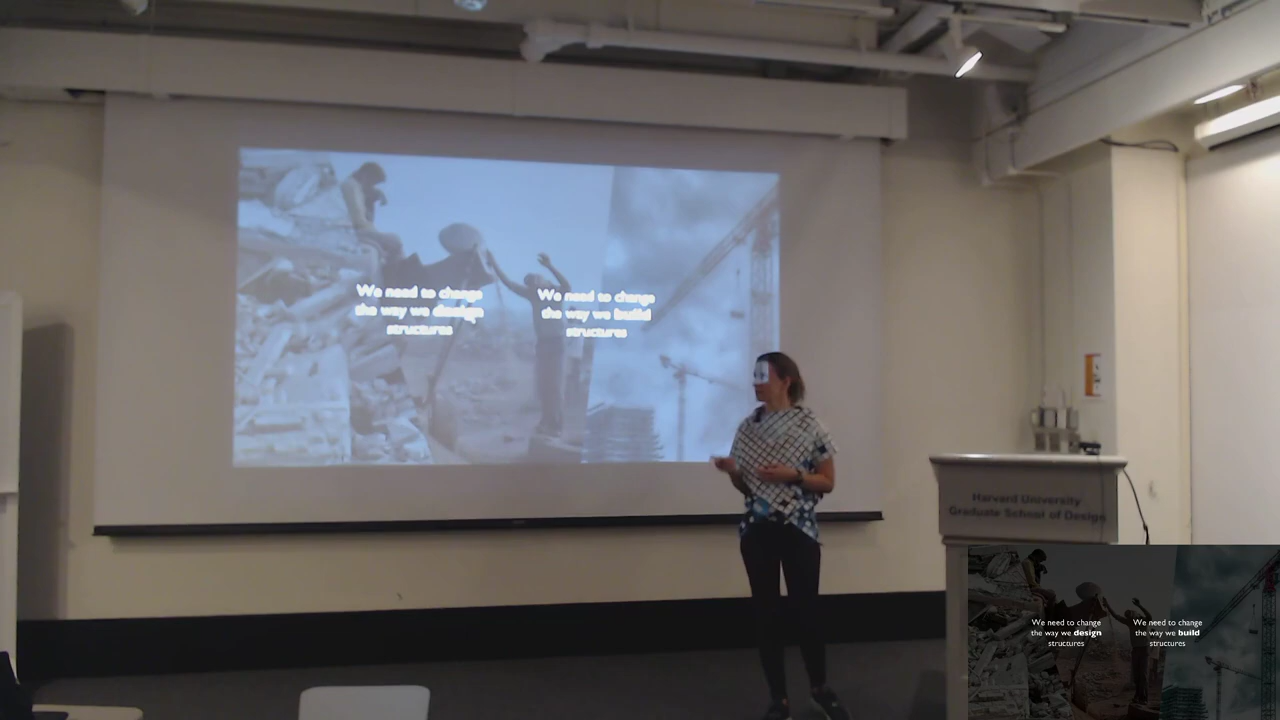 We need to change
the way we design
structures
We need to change
the way we build
structures
Harvard University
Graduate School of Design
We need to change
the way we design
structures
We need to change
the way we build
structures